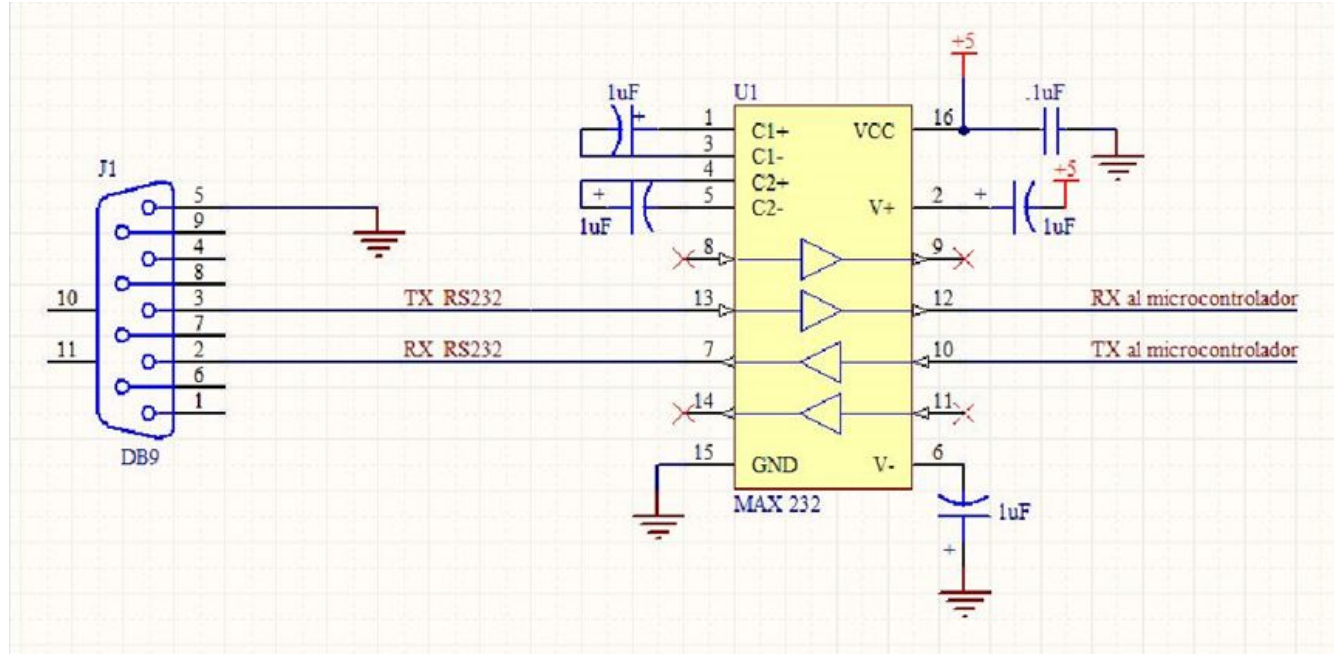 J1
5
9
4
8
3
7
2
6
1
10
11
DB9
TX RS232
RX RS232
1uF
+
+
1uF
U1
1
3
4
5
8
13
7
14
15
C1+
C1-
C2+
C2-
GND
VCC
V+
V-
16
2
9
12
10
11
6
MAX 232
+5
.1uF
+5
+
1uF
RX al microcontrolador
TX al microcontrolador
1uF
+